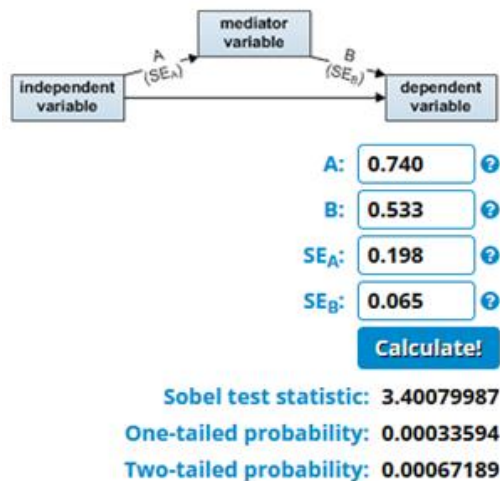 mediator
variable
A
(SEA)
B
(SEB)
independent
variable
dependent
variable
A: 0.740 ?
B: 0.533 ?
SEA: 0.198 ?
SEB: 0.065 ?
Calculate!
Sobel test statistic: 3.40079987
One-tailed probability: 0.00033594
Two-tailed probability: 0.00067189